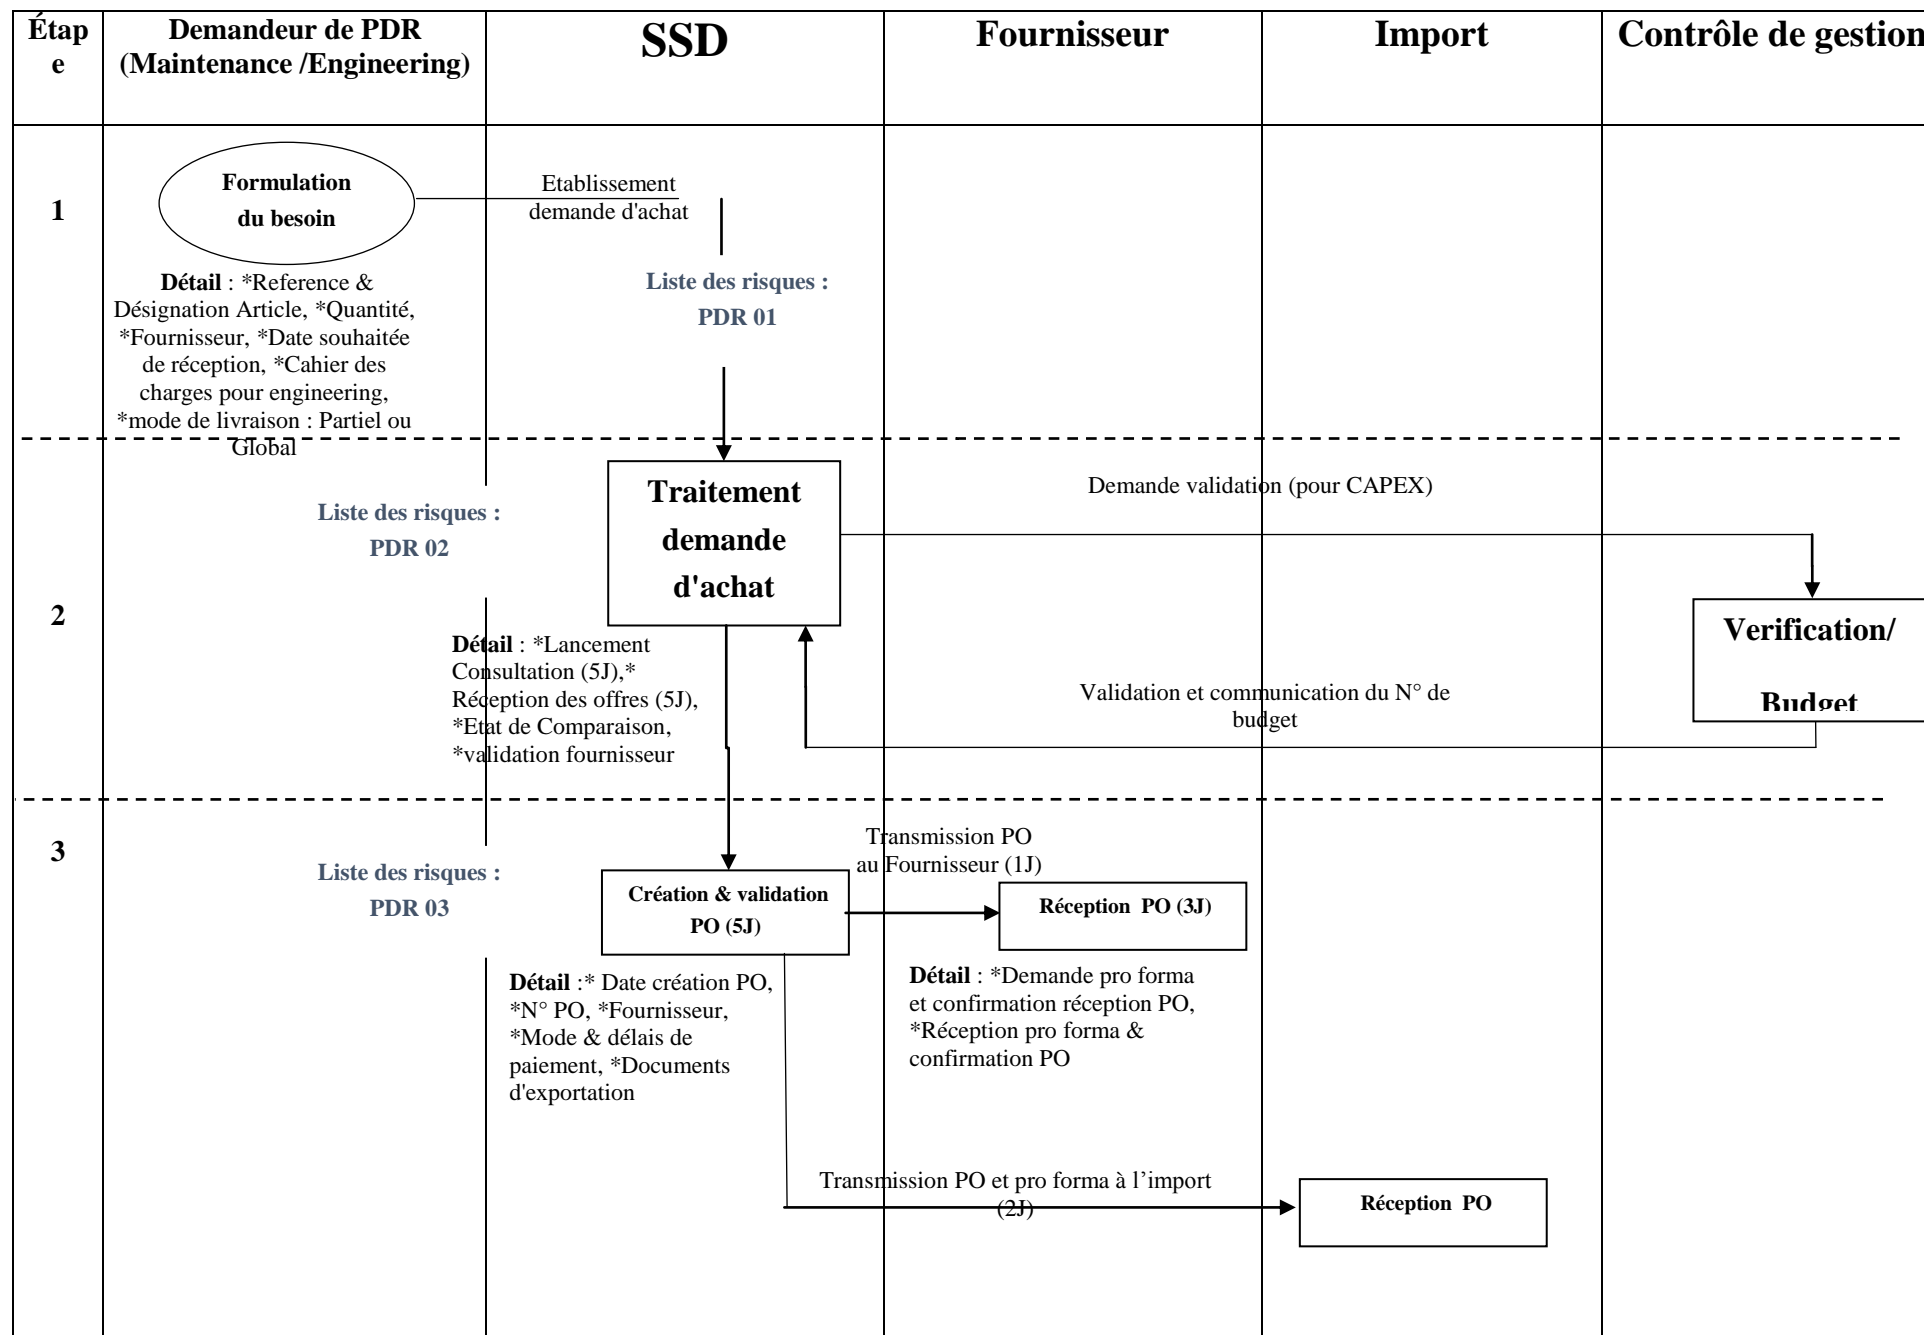 Étap
e
Demandeur de PDR
(Maintenance /Engineering)
SSD
Fournisseur
Import
Contrôle de gestion
1
Formulation
du besoin
Etablissement
demande d'achat
Détail : *Reference &
Désignation Article, *Quantité,
*Fournisseur, *Date souhaitée
de réception, *Cahier des
charges pour engineering,
*mode de livraison : Partiel ou
Global
Liste des risques :
PDR 01
2
Liste des risques :
PDR 02
Traitement
demande
d'achat
Demande validation (pour CAPEX)
Verification/
Budget
Détail : *Lancement
Consultation (5J),*
Réception des offres (5J),
*Etat de Comparaison,
*validation fournisseur
Validation et communication du N° de
budget
3
Liste des risques :
PDR 03
Création & validation
PO (5J)
Transmission PO
au Fournisseur (1J)
Réception  PO (3J)
Détail :* Date création PO,
*N° PO, *Fournisseur,
*Mode & délais de
paiement, *Documents
d'exportation
Détail : *Demande pro forma
et confirmation réception PO,
*Réception pro forma &
confirmation PO
Transmission PO et pro forma à l’import
(2J)
Réception  PO